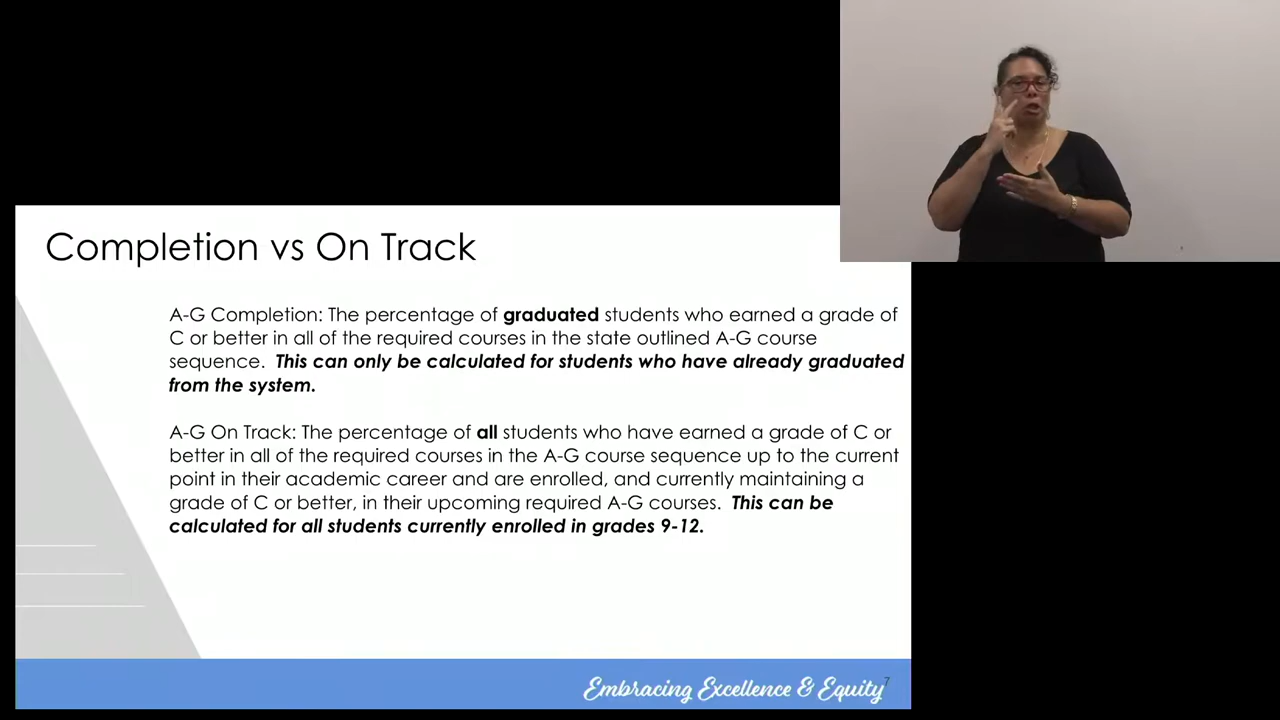 Completion vs On Track
A-G Completion: The percentage of graduated students who earned a grade of
C or better in all of the required courses in the state outlined A-G course
sequence. This can only be calculated for students who have already graduated
from the system.
A-G On Track: The percentage of all students who have earned a grade of C or
better in all of the required courses in the A-G course sequence up to the current
point in their academic career and are enrolled, and currently maintaining a
grade of C or better, in their upcoming required A-G courses. This can be
calculated for all students currently enrolled in grades 9-12.
Embracing Excellence & Equity
7